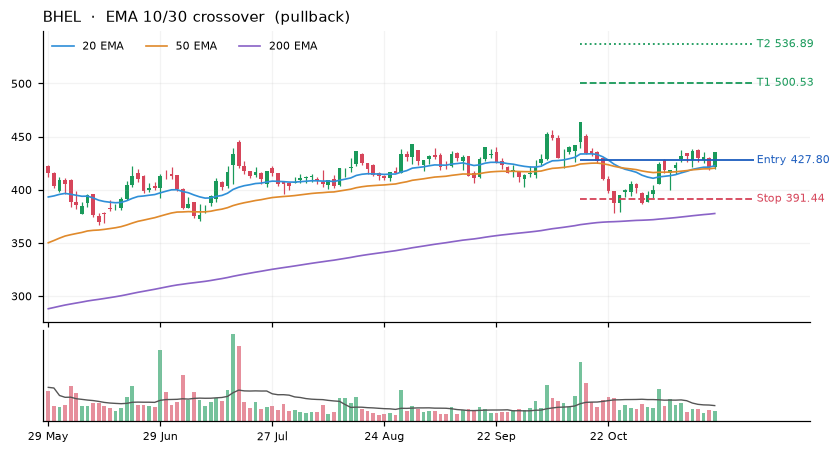 BHEL · EMA 10/30 crossover (pullback)
20 EMA 50 EMA 200 EMA
T2 536.89
T1 500.53
Entry 427.80
Stop 391.44
500
450
400
350
300
29 May 29 Jun 27 Jul 24 Aug 22 Sep 22 Oct